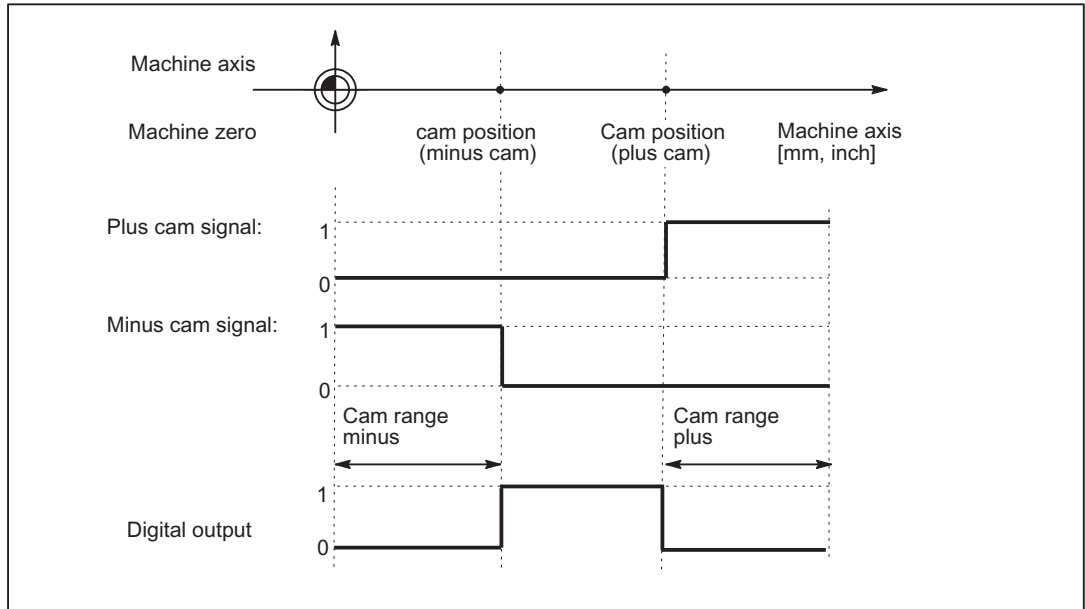 Machine axis
Machine zero
cam position
(minus cam)
Cam position
(plus cam)
Machine axis
[mm, inch]
Plus cam signal:
1
0
Minus cam signal:
1
0
Cam range
minus
Cam range
plus
1
Digital output
0